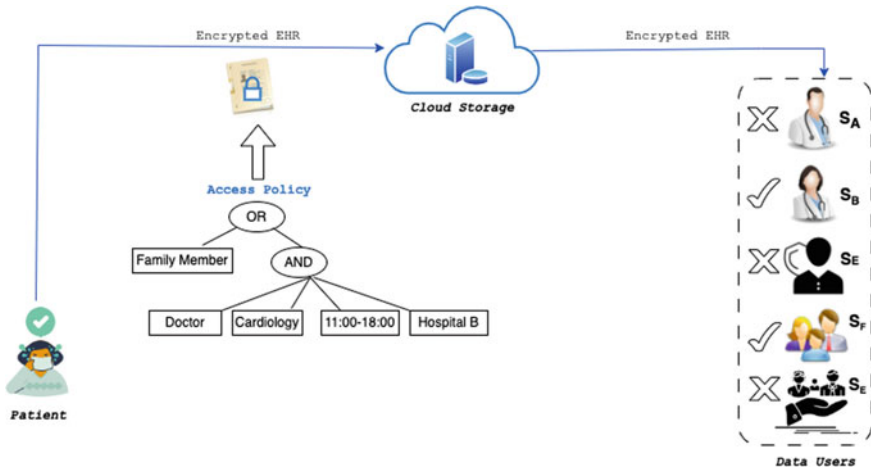 Encrypted EHR
Encrypted EHR
Cloud Storage
Access Policy
OR
Family Member
AND
Doctor
Cardiology
11:00-18:00
Hospital B
Patient
SA
SB
SE
SF
SE
Data Users